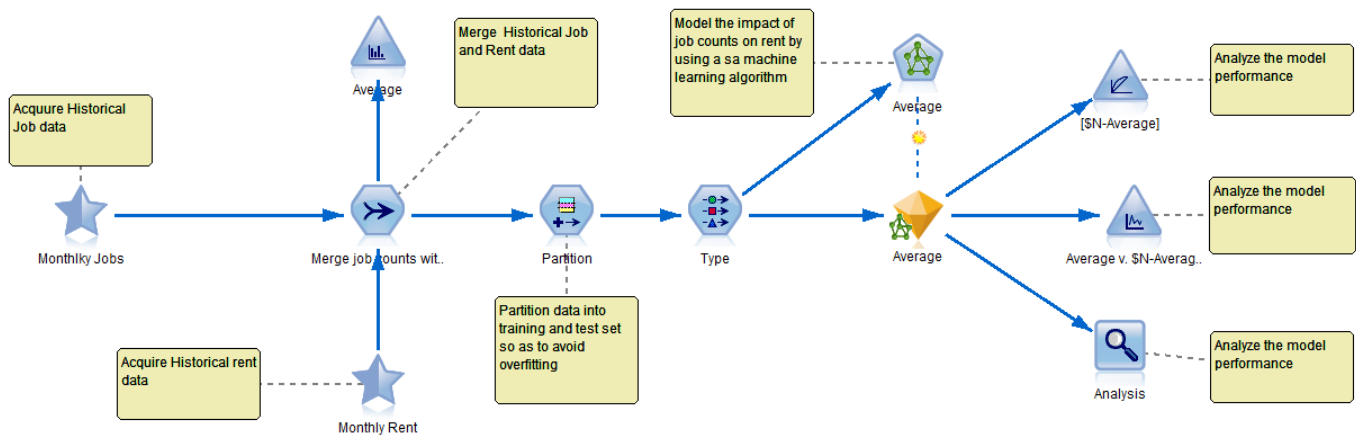 Acquure Historical
Job data
Monthlky Jobs
Average
Merge  Historical Job
and Rent data
Merge job counts wit..
Acquire Historical rent
data
Monthly Rent
Partition
Partition data into
training and test set
so as to avoid
overfitting
Type
Model the impact of
job counts on rent by
using a sa machine
learning algorithm
Average
Average
[$N-Average]
Analyze the model
performance
Average v. $N-Averag..
Analyze the model
performance
Analysis
Analyze the model
performance